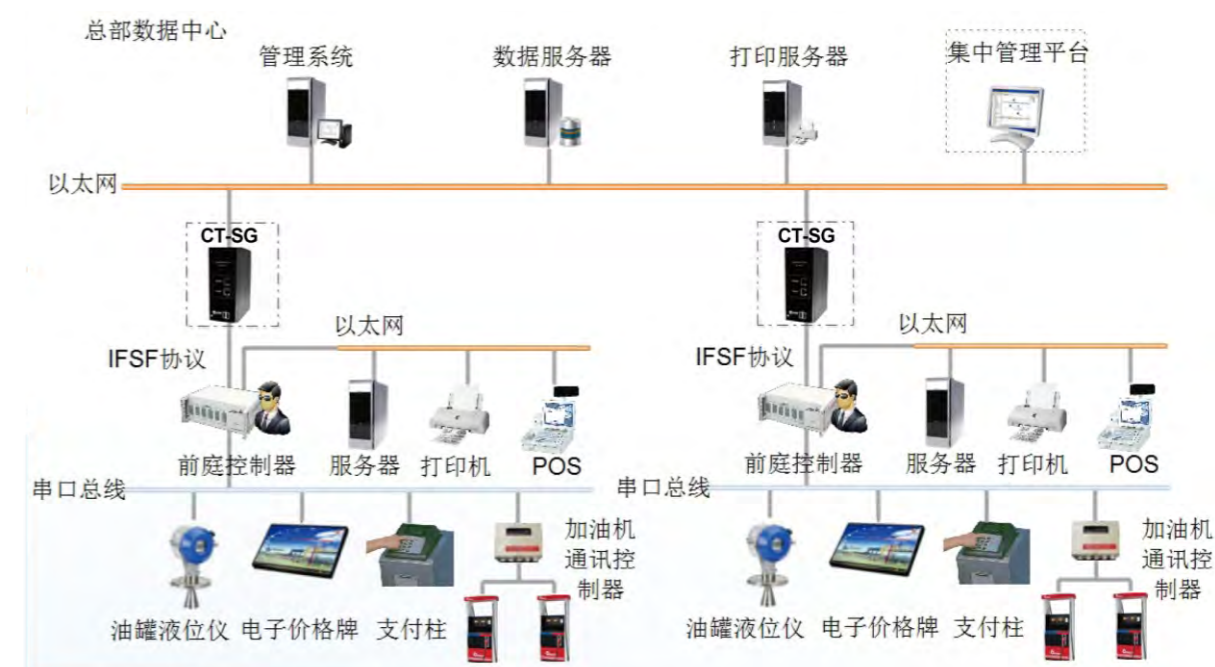 总部数据中心
管理系统
数据服务器
打印服务器
集中管理平台
以太网
CT-SG
CT-SG
以太网
以太网
IFSF协议
IFSF协议
前庭控制器
服务器
打印机
POS
前庭控制器
服务器
打印机
POS
串口总线
串口总线
加油机
通讯控
制器
加油机
通讯控
制器
油罐液位仪
电子价格牌
支付柱
油罐液位仪
电子价格牌
支付柱